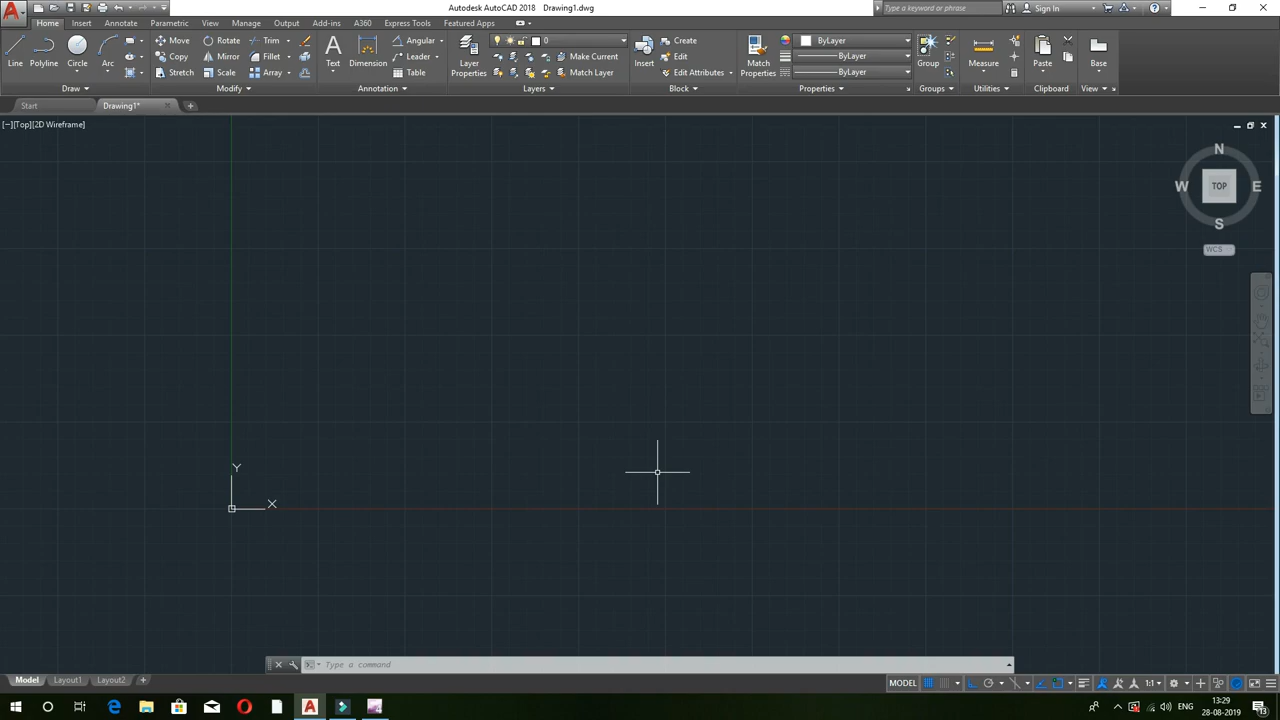 Autodesk AutoCAD 2018 Drawing1.dwg
Type a keyword or phrase
Sign In
Home Insert Annotate Parametric View Manage Output Add-ins A360 Express Tools Featured Apps
Line Polyline Circle Arc
Move Rotate Trim
Copy Mirror Fillet
Stretch Scale Array
Text Dimension
Angular
Leader
Table
Layer Properties
0
Make Current
Match Layer
Insert
Create
Edit
Edit Attributes
Match Properties
ByLayer
ByLayer
ByLayer
Group
Measure
Paste
Base
Draw Modify Annotation Layers Block Properties Groups Utilities Clipboard View
Start Drawing1*
[−][Top][2D Wireframe]
N
W TOP E
S
WCS
Y
X
Type a command
Model Layout1 Layout2
MODEL 1:1
ENG
13:29
28-08-2019
13